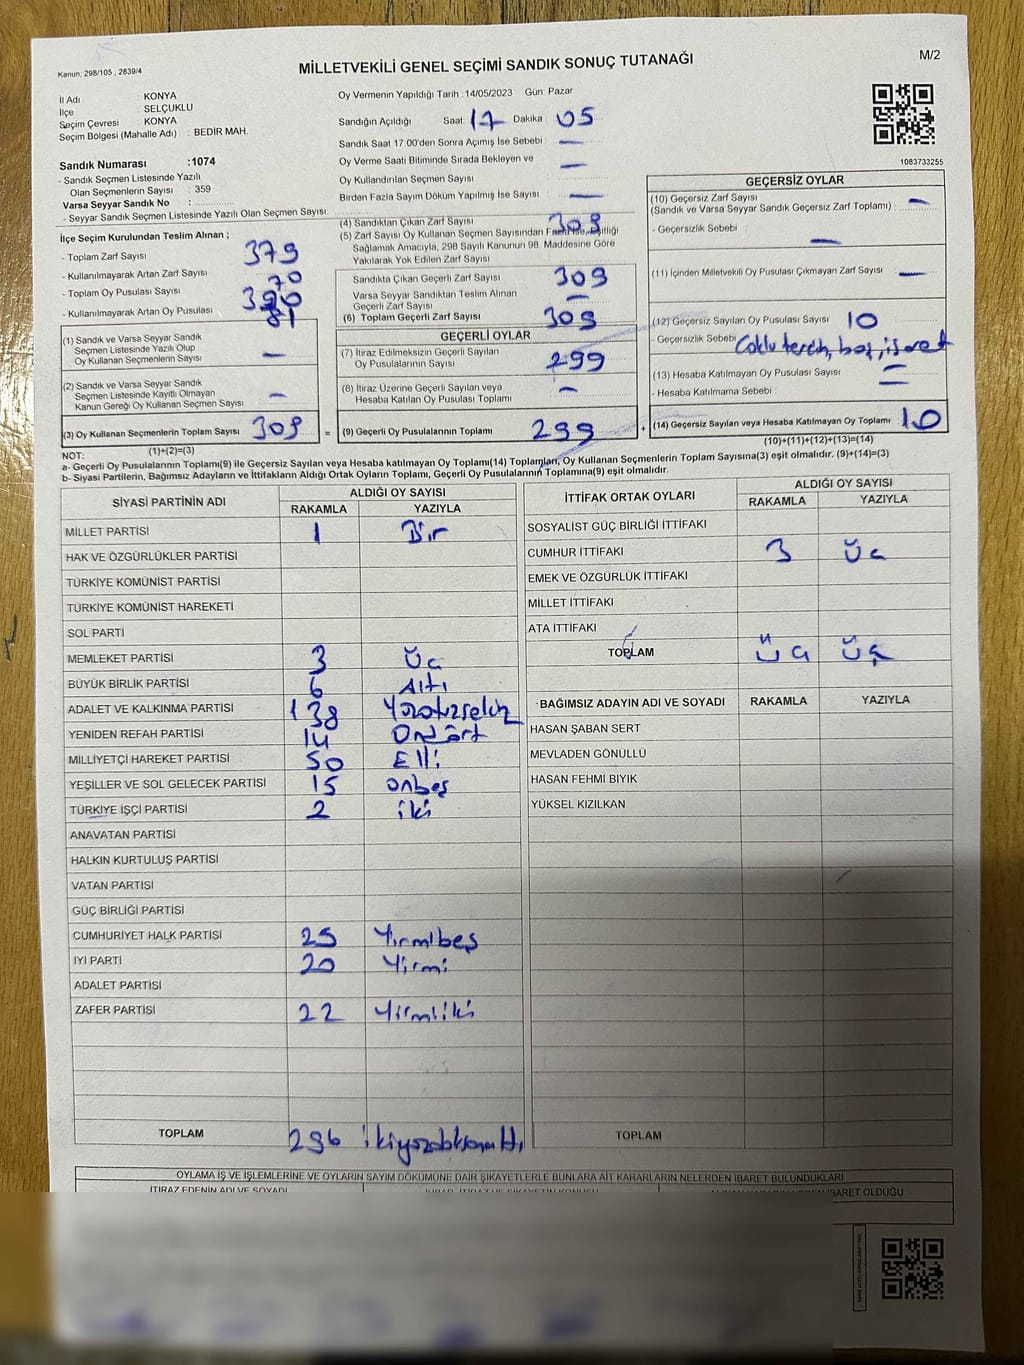 Kanun: 298/105 , 2839/4
MİLLETVEKİLİ GENEL SEÇİMİ SANDIK SONUÇ TUTANAĞI
M/2
İl Adı KONYA
İlçe SELÇUKLU
Seçim Çevresi KONYA
Seçim Bölgesi (Mahalle Adı) : BEDİR MAH.
Sandık Numarası :1074
- Sandık Seçmen Listesinde Yazılı
Olan Seçmenlerin Sayısı : 359
Varsa Seyyar Sandık No :
- Seyyar Sandık Seçmen Listesinde Yazılı Olan Seçmen Sayısı:
İlçe Seçim Kurulundan Teslim Alınan ;
- Toplam Zarf Sayısı 379
- Kullanılmayarak Artan Zarf Sayısı 70
- Toplam Oy Pusulası Sayısı 390
- Kullanılmayarak Artan Oy Pusulası 81
(1) Sandık ve Varsa Seyyar Sandık
Seçmen Listesinde Yazılı Olup
Oy Kullanan Seçmenlerin Sayısı —
(2) Sandık ve Varsa Seyyar Sandık
Seçmen Listesinde Kayıtlı Olmayan
Kanun Gereği Oy Kullanan Seçmen Sayısı —
(3) Oy Kullanan Seçmenlerin Toplam Sayısı 309 =
(1)+(2)=(3)
Oy Vermenin Yapıldığı Tarih : 14/05/2023 Gün: Pazar
Sandığın Açıldığı Saat 17 Dakika 05
Sandık Saat 17:00'den Sonra Açımış İse Sebebi : —
Oy Verme Saati Bitiminde Sırada Bekleyen ve —
Oy Kullandırılan Seçmen Sayısı
Birden Fazla Sayım Döküm Yapılmış İse Sayısı —
(4) Sandıktan Çıkan Zarf Sayısı 309
(5) Zarf Sayısı Oy Kullanan Seçmen Sayısından Fazla ise, Eşitliği
Sağlamak Amacıyla, 298 Sayılı Kanunun 98. Maddesine Göre
Yakılarak Yok Edilen Zarf Sayısı
Sandıkta Çıkan Geçerli Zarf Sayısı 309
Varsa Seyyar Sandıktan Teslim Alınan
Geçerli Zarf Sayısı —
(6) Toplam Geçerli Zarf Sayısı 309
GEÇERLİ OYLAR
(7) İtiraz Edilmeksizin Geçerli Sayılan
Oy Pusulalarının Sayısı 299
(8) İtiraz Üzerine Geçerli Sayılan veya
Hesaba Katılan Oy Pusulası Toplamı —
(9) Geçerli Oy Pusulalarının Toplamı 299 +
1083733255
GEÇERSİZ OYLAR
(10) Geçersiz Zarf Sayısı
(Sandık ve Varsa Seyyar Sandık Geçersiz Zarf Toplamı) : —
- Geçersizlik Sebebi :
—
(11) İçinden Milletvekili Oy Pusulası Çıkmayan Zarf Sayısı —
(12) Geçersiz Sayılan Oy Pusulası Sayısı 10
- Geçersizlik Sebebi Çoklu tercih, boş, işaret
(13) Hesaba Katılmayan Oy Pusulası Sayısı —
- Hesaba Katılmama Sebebi : —
(14) Geçersiz Sayılan veya Hesaba Katılmayan Oy Toplamı 10
(10)+(11)+(12)+(13)=(14)
NOT:
a- Geçerli Oy Pusulalarının Toplamı(9) ile Geçersiz Sayılan veya Hesaba katılmayan Oy Toplamı(14) Toplamları, Oy Kullanan Seçmenlerin Toplam Sayısına(3) eşit olmalıdır. (9)+(14)=(3)
b- Siyasi Partilerin, Bağımsız Adayların ve İttifakların Aldığı Ortak Oyların Toplamı, Geçerli Oy Pusulalarının Toplamına(9) eşit olmalıdır.
SİYASİ PARTİNİN ADI ALDIĞI OY SAYISI
RAKAMLA YAZIYLA
MİLLET PARTİSİ 1 Bir
HAK VE ÖZGÜRLÜKLER PARTİSİ
TÜRKİYE KOMÜNİST PARTİSİ
TÜRKİYE KOMÜNİST HAREKETİ
SOL PARTİ
MEMLEKET PARTİSİ 3 Üç
BÜYÜK BİRLİK PARTİSİ 6 Altı
ADALET VE KALKINMA PARTİSİ 138 Yüzotuzsekiz
YENİDEN REFAH PARTİSİ 14 Ondört
MİLLİYETÇİ HAREKET PARTİSİ 50 Elli
YEŞİLLER VE SOL GELECEK PARTİSİ 15 onbeş
TÜRKİYE İŞÇİ PARTİSİ 2 iki
ANAVATAN PARTİSİ
HALKIN KURTULUŞ PARTİSİ
VATAN PARTİSİ
GÜÇ BİRLİĞİ PARTİSİ
CUMHURİYET HALK PARTİSİ 25 Yirmibeş
İYİ PARTİ 20 Yirmi
ADALET PARTİSİ
ZAFER PARTİSİ 22 Yirmiiki
TOPLAM 296 ikiyüzdoksanaltı
İTTİFAK ORTAK OYLARI ALDIĞI OY SAYISI
RAKAMLA YAZIYLA
SOSYALİST GÜÇ BİRLİĞİ İTTİFAKI
CUMHUR İTTİFAKI 3 Üç
EMEK VE ÖZGÜRLÜK İTTİFAKI
MİLLET İTTİFAKI
ATA İTTİFAKI
TOPLAM Üç Üç
BAĞIMSIZ ADAYIN ADI VE SOYADI RAKAMLA YAZIYLA
HASAN ŞABAN SERT
MEVLADEN GÖNÜLLÜ
HASAN FEHMİ BIYIK
YÜKSEL KIZILKAN
TOPLAM
OYLAMA İŞ VE İŞLEMLERİNE VE OYLARIN SAYIM DÖKÜMÜNE DAİR ŞİKAYETLERLE BUNLARA AİT KARARLARIN NELERDEN İBARET BULUNDUKLARI
İTİRAZ EDENİN ADI VE SOYADI
İBARET OLDUĞU